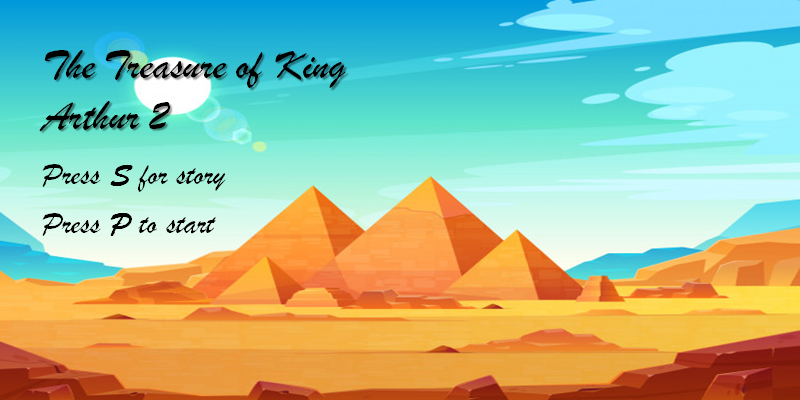 The Treasure of King
Arthur 2
Press S for story
Press P to start